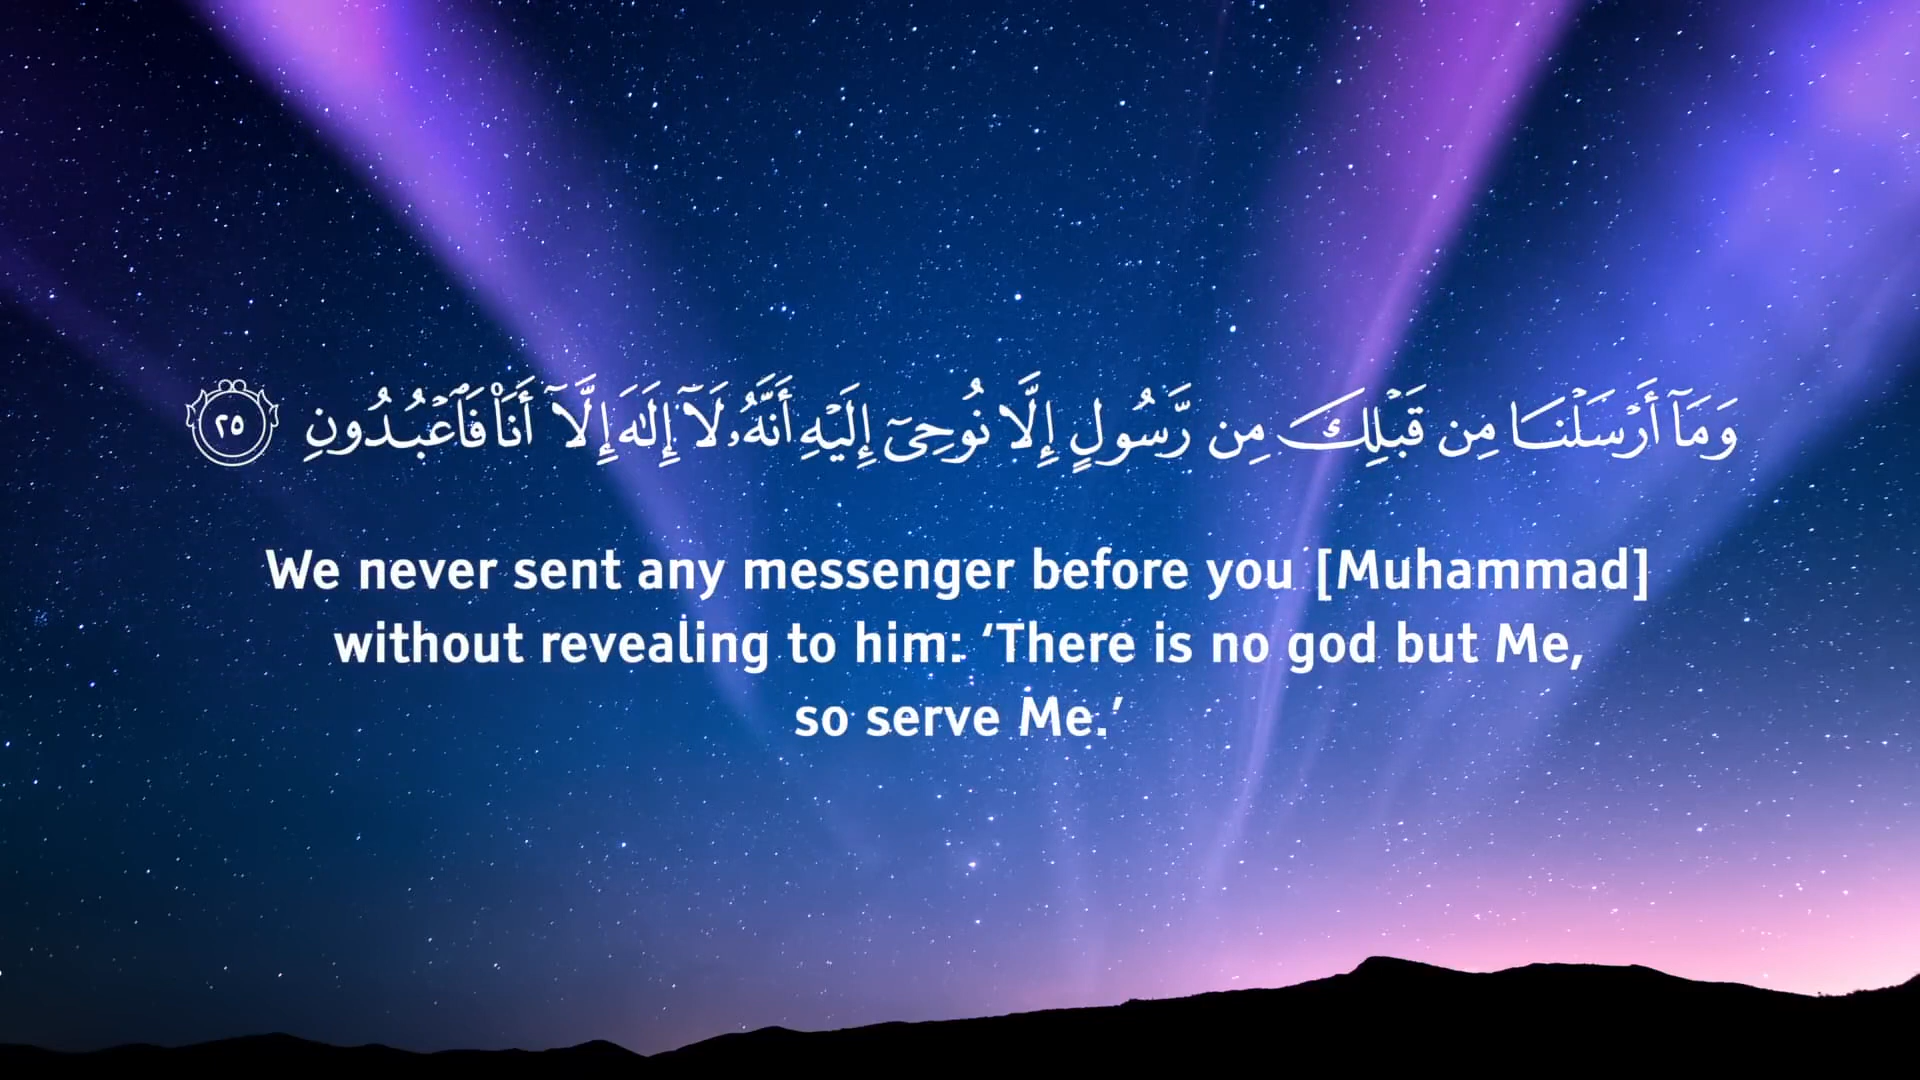 وَمَآ أَرۡسَلۡنَا مِن قَبۡلِكَ مِن رَّسُولٍ إِلَّا نُوحِيٓ إِلَيۡهِ أَنَّهُۥ لَآ إِلَٰهَ إِلَّآ أَنَا۠ فَٱعۡبُدُونِ ٢٥
We never sent any messenger before you [Muhammad]
without revealing to him: ‘There is no god but Me,
so serve Me.’